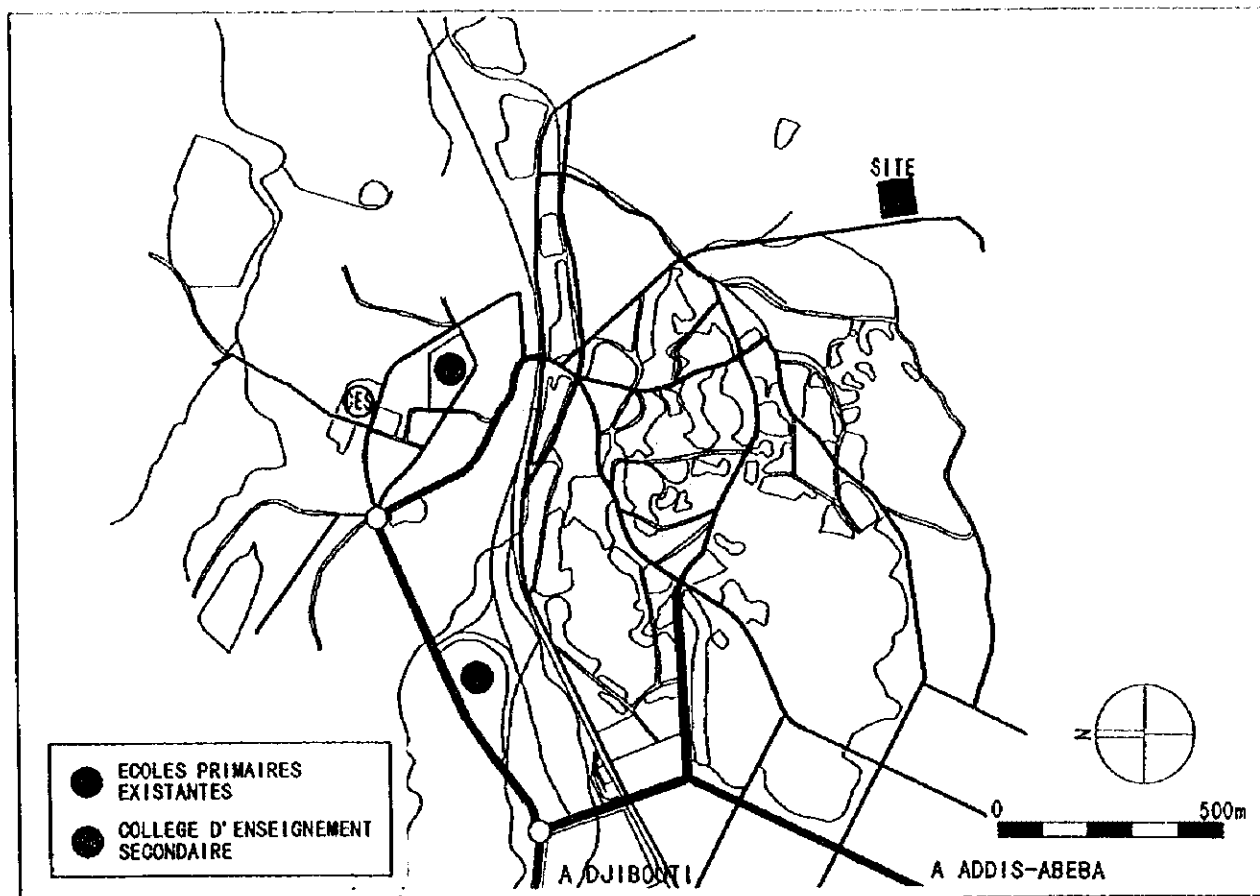 SITE
CES
N
ECOLES PRIMAIRES
EXISTANTES
COLLEGE D'ENSEIGNEMENT
SECONDAIRE
0 500m
A DJIBOUTI
A ADDIS-ABEBA